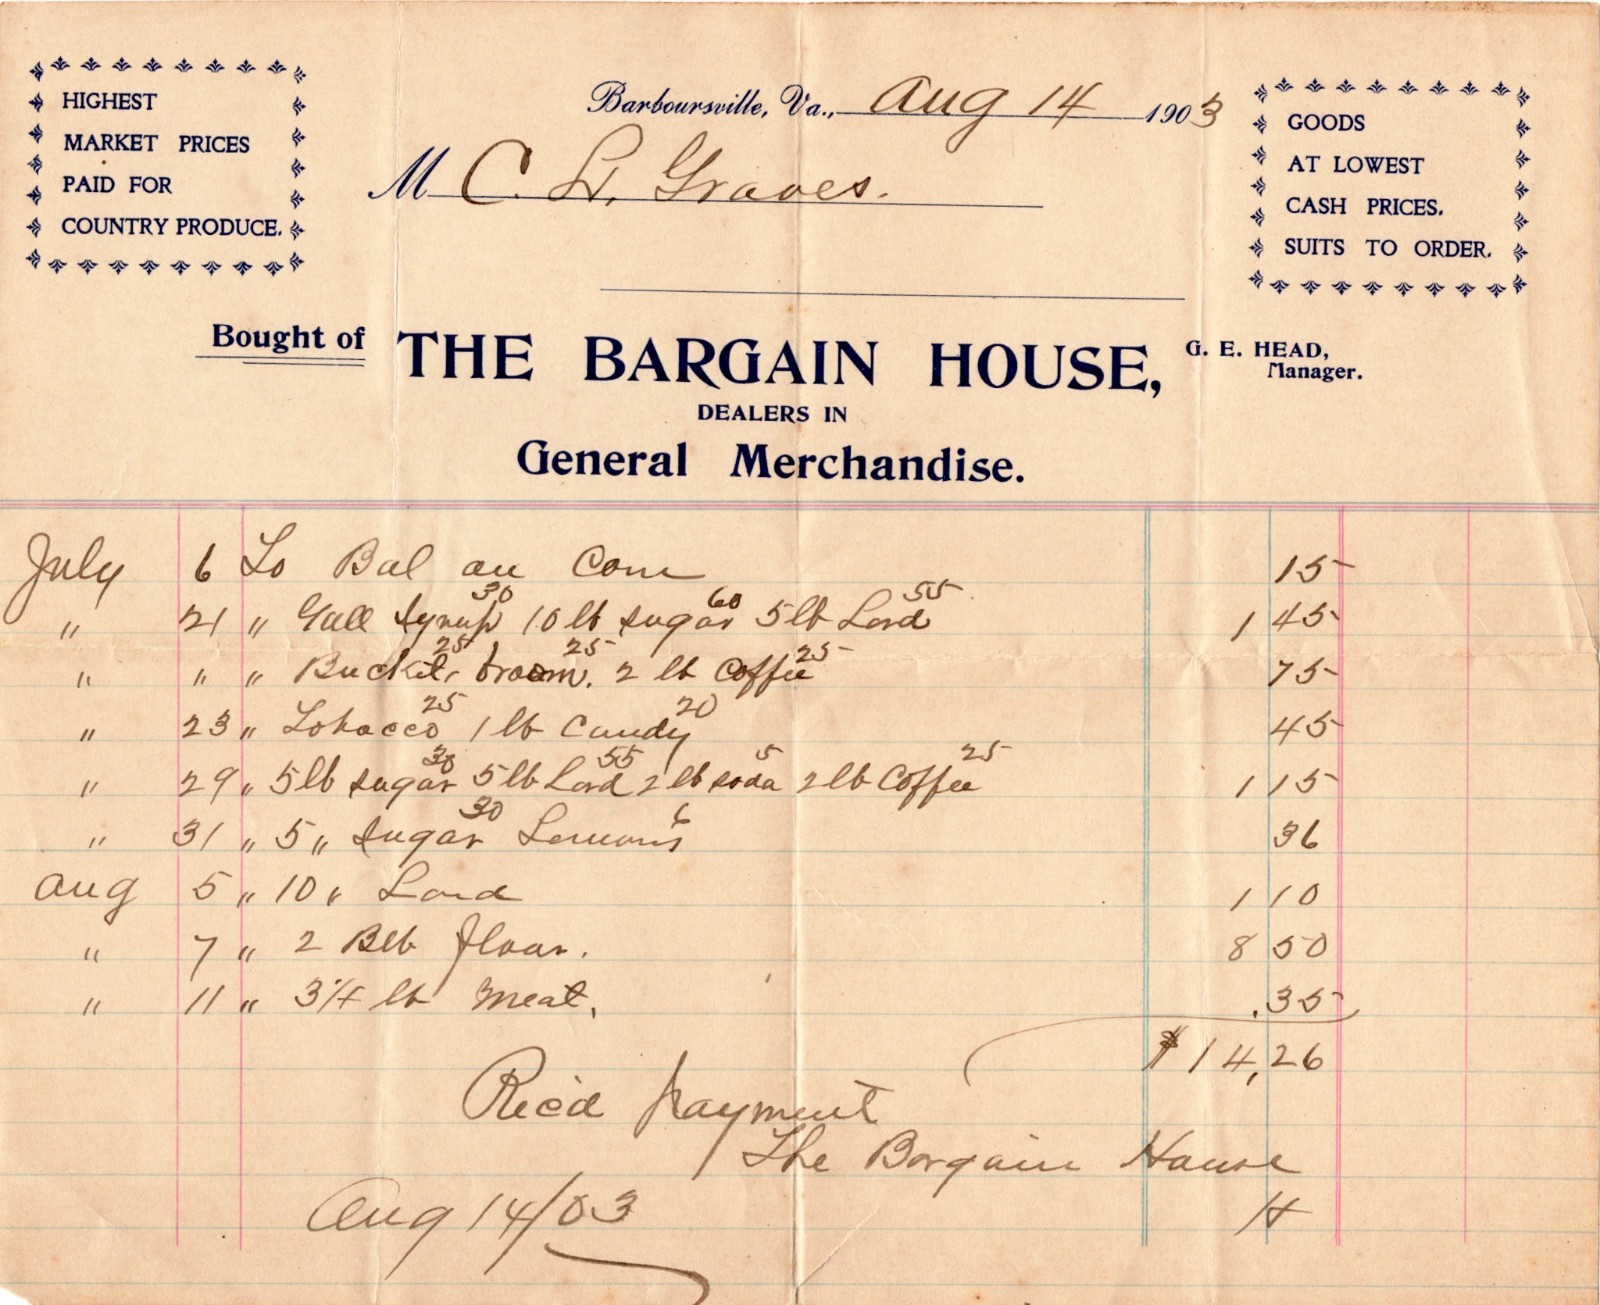 HIGHEST
MARKET PRICES
PAID FOR
COUNTRY PRODUCE.
Barboursville, Va., Aug 14 1903
M C. W. Graves.
GOODS
AT LOWEST
CASH PRICES.
SUITS TO ORDER.
Bought of THE BARGAIN HOUSE, G. E. HEAD,
Manager.
DEALERS IN
General Merchandise.
July 6 To Bal on Corn 15
" 21 " Gall Syrup 30 10 lb sugar 60 5 lb Lard 55 1 45
" " " Bucket 25 broom. 25 2 lb Coffee 25 75
" 23 " Tobacco 25 1 lb Candy 20 45
" 29 " 5 lb sugar 30 5 lb Lard 55 2 lb soda 5 2 lb Coffee 25 1 15
" 31 " 5 " sugar 30 Lemons 6 36
Aug 5 " 10 " Lard 1 10
" 7 " 2 Bbl flour. 8 50
" 11 " 3 1/4 lb Meat. .35
$14,26
Rec'd payment
The Bargain House
H
Aug 14/03